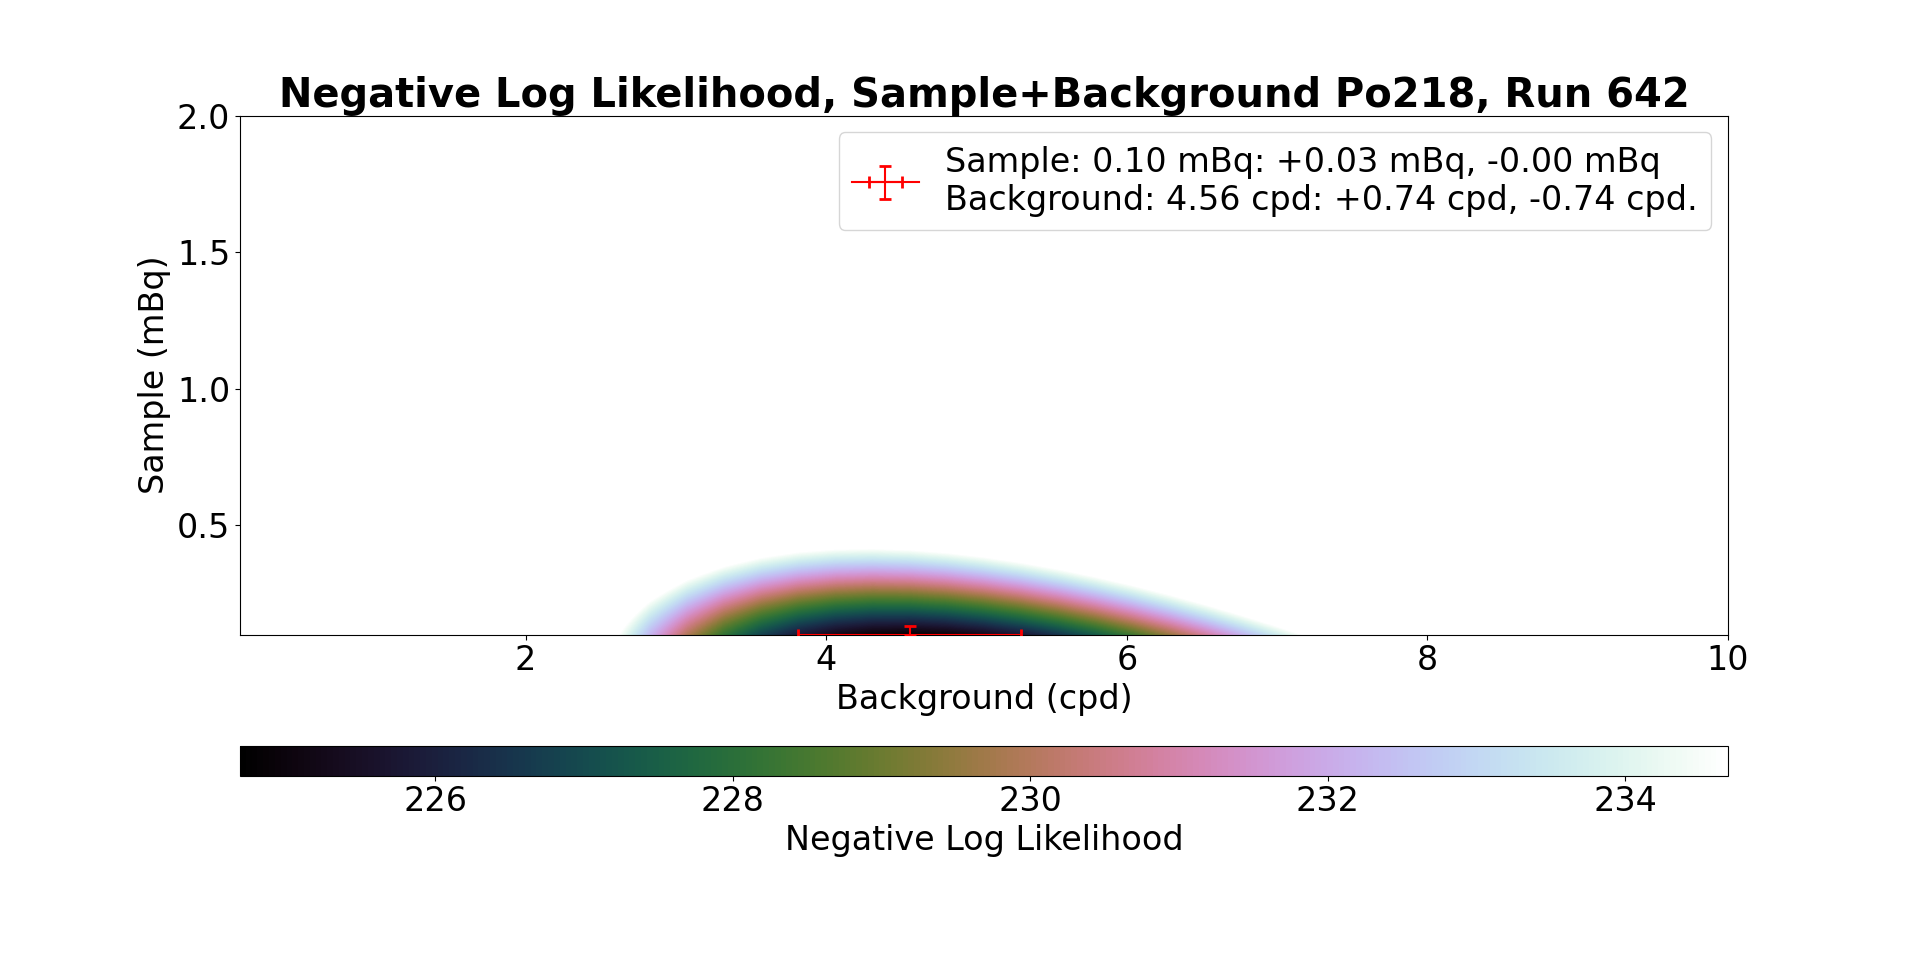 Negative Log Likelihood, Sample+Background Po218, Run 642
2.0
Sample: 0.10 mBq: +0.03 mBq, -0.00 mBq
Background: 4.56 cpd: +0.74 cpd, -0.74 cpd.
1.5
1.0
0.5
Sample (mBq)
2 4 6 8 10
Background (cpd)
226 228 230 232 234
Negative Log Likelihood